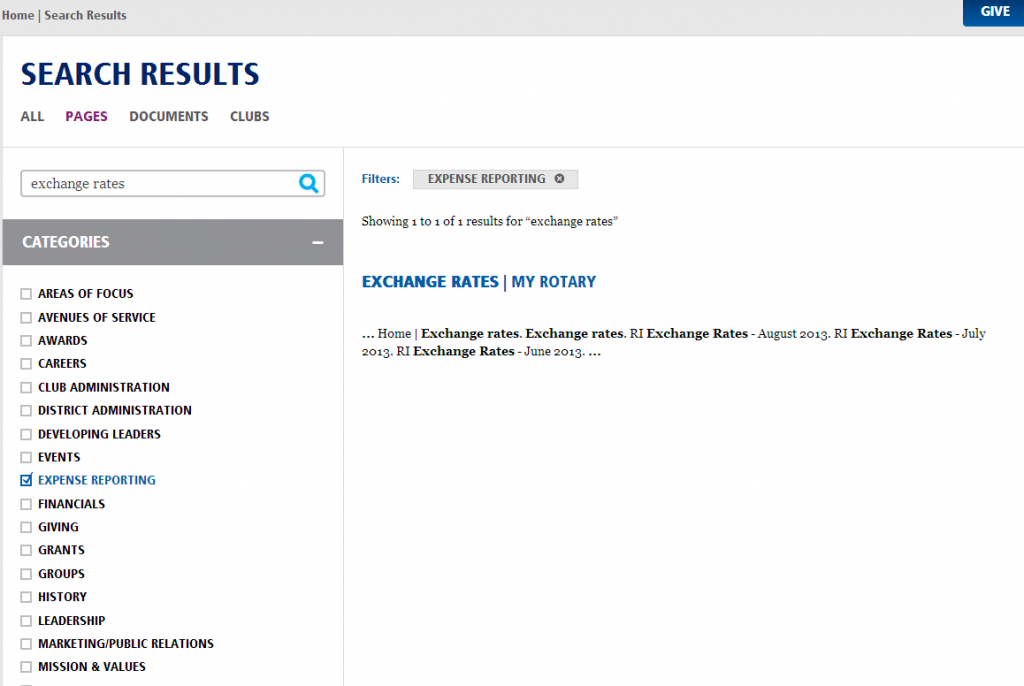 Home | Search Results
GIVE
SEARCH RESULTS
ALL PAGES DOCUMENTS CLUBS
exchange rates
CATEGORIES
AREAS OF FOCUS
AVENUES OF SERVICE
AWARDS
CAREERS
CLUB ADMINISTRATION
DISTRICT ADMINISTRATION
DEVELOPING LEADERS
EVENTS
EXPENSE REPORTING
FINANCIALS
GIVING
GRANTS
GROUPS
HISTORY
LEADERSHIP
MARKETING/PUBLIC RELATIONS
MISSION & VALUES
Filters: EXPENSE REPORTING
Showing 1 to 1 of 1 results for “exchange rates”
EXCHANGE RATES | MY ROTARY
... Home | Exchange rates. Exchange rates. RI Exchange Rates - August 2013. RI Exchange Rates - July
2013. RI Exchange Rates - June 2013. ...